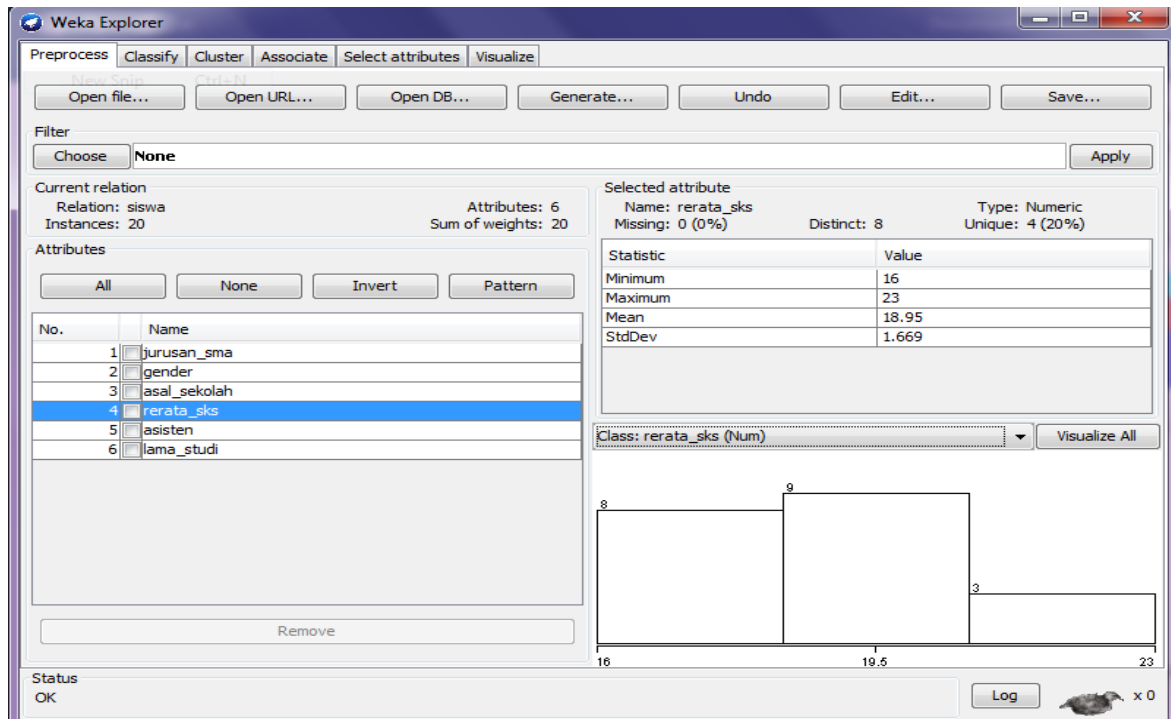 Weka Explorer
Preprocess Classify Cluster Associate Select attributes Visualize
New Snip Ctrl+N
Open file... Open URL... Open DB... Generate... Undo Edit... Save...
Filter
Choose None Apply
Current relation
Relation: siswa Attributes: 6
Instances: 20 Sum of weights: 20
Attributes
All None Invert Pattern
No. Name
1 jurusan_sma
2 gender
3 asal_sekolah
4 rerata_sks
5 asisten
6 lama_studi
Remove
Selected attribute
Name: rerata_sks Type: Numeric
Missing: 0 (0%) Distinct: 8 Unique: 4 (20%)
Statistic Value
Minimum 16
Maximum 23
Mean 18.95
StdDev 1.669
Class: rerata_sks (Num) Visualize All
8 9 3
16 19.5 23
Status
OK Log x 0